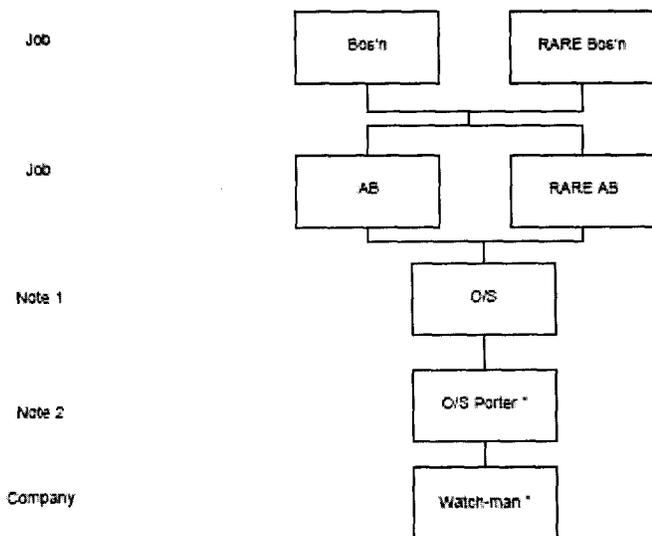 Job
Bos'n
RARE Bos'n
Job
AB
RARE AB
Note 1
O/S
Note 2
O/S Porter *
Company
Watch-man *